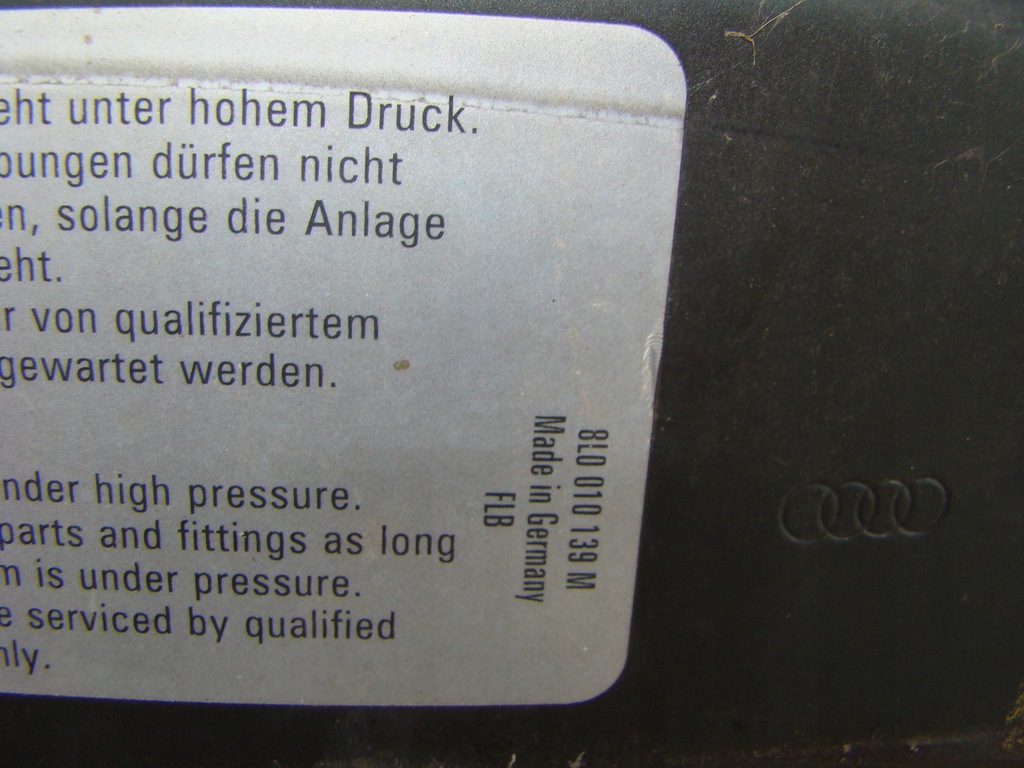 eht unter hohem Druck.
bungen dürfen nicht
en, solange die Anlage
eht.
r von qualifiziertem
gewartet werden.
nder high pressure.
parts and fittings as long
m is under pressure.
e serviced by qualified
nly.
8L0 010 139 M
Made in Germany
FLB